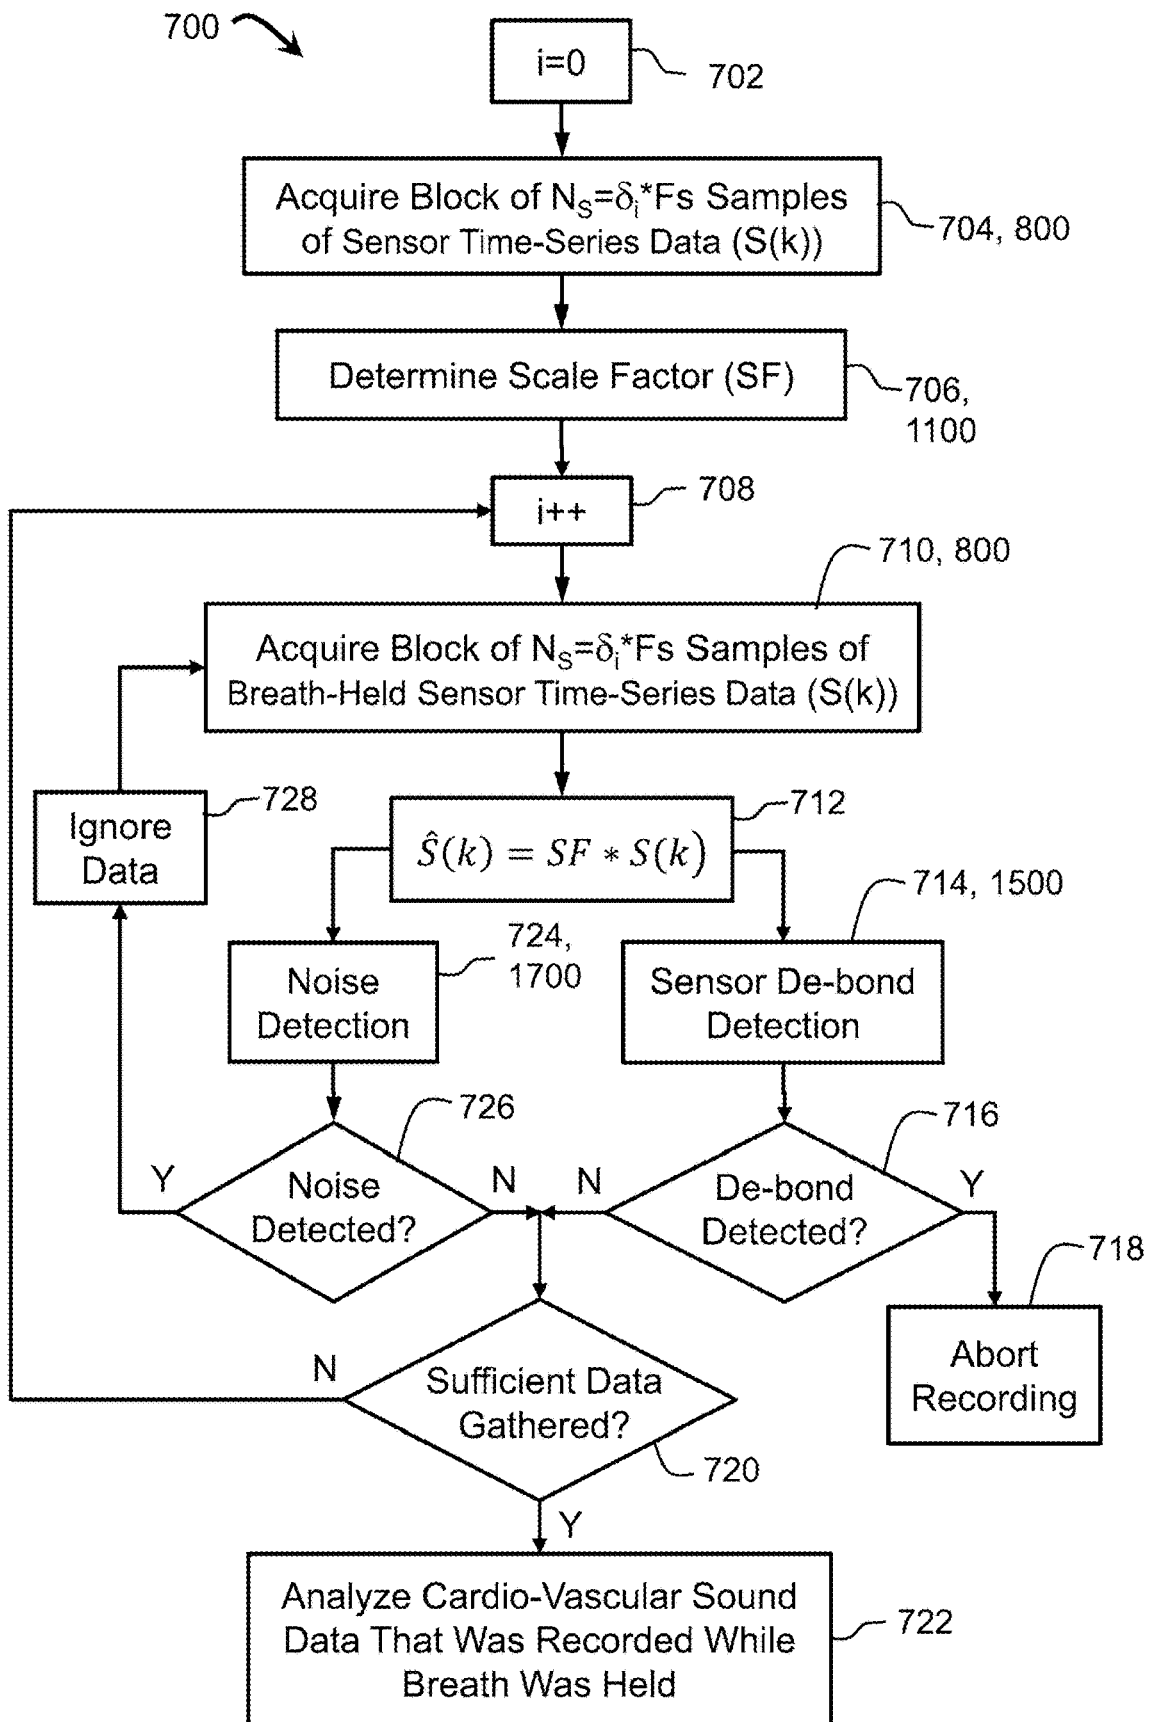 700
i=0
702
Acquire Block of N_S=δ_i*Fs Samples
of Sensor Time-Series Data (S(k))
704, 800
Determine Scale Factor (SF)
706,
1100
i++
708
710, 800
Acquire Block of N_S=δ_i*Fs Samples of
Breath-Held Sensor Time-Series Data (S(k))
Ignore
Data
728
Ŝ(k) = SF * S(k)
712
714, 1500
Noise
Detection
724,
1700
Sensor De-bond
Detection
726
716
Y
Noise
Detected?
N
N
De-bond
Detected?
Y
718
Abort
Recording
N
Sufficient Data
Gathered?
720
Y
Analyze Cardio-Vascular Sound
Data That Was Recorded While
Breath Was Held
722